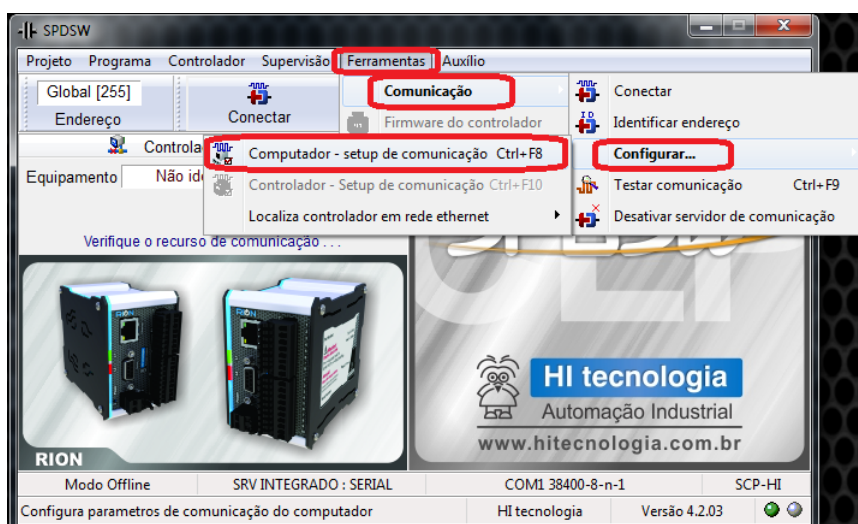 SPDSW
Projeto Programa Controlador Supervisão Ferramentas Auxílio
Global [255]
Endereço
Conectar
Comunicação
Firmware do controlador
Conectar
Identificar endereço
Configurar...
Testar comunicação Ctrl+F9
Desativar servidor de comunicação
Computador - setup de comunicação Ctrl+F8
Controlador - Setup de comunicação Ctrl+F10
Localiza controlador em rede ethernet
Controla
Equipamento Não id
Verifique o recurso de comunicação . . .
RION
RION
RION
HI tecnologia
Automação Industrial
www.hitecnologia.com.br
Modo Offline SRV INTEGRADO : SERIAL COM1 38400-8-n-1 SCP-HI
Configura parametros de comunicação do computador HI tecnologia Versão 4.2.03